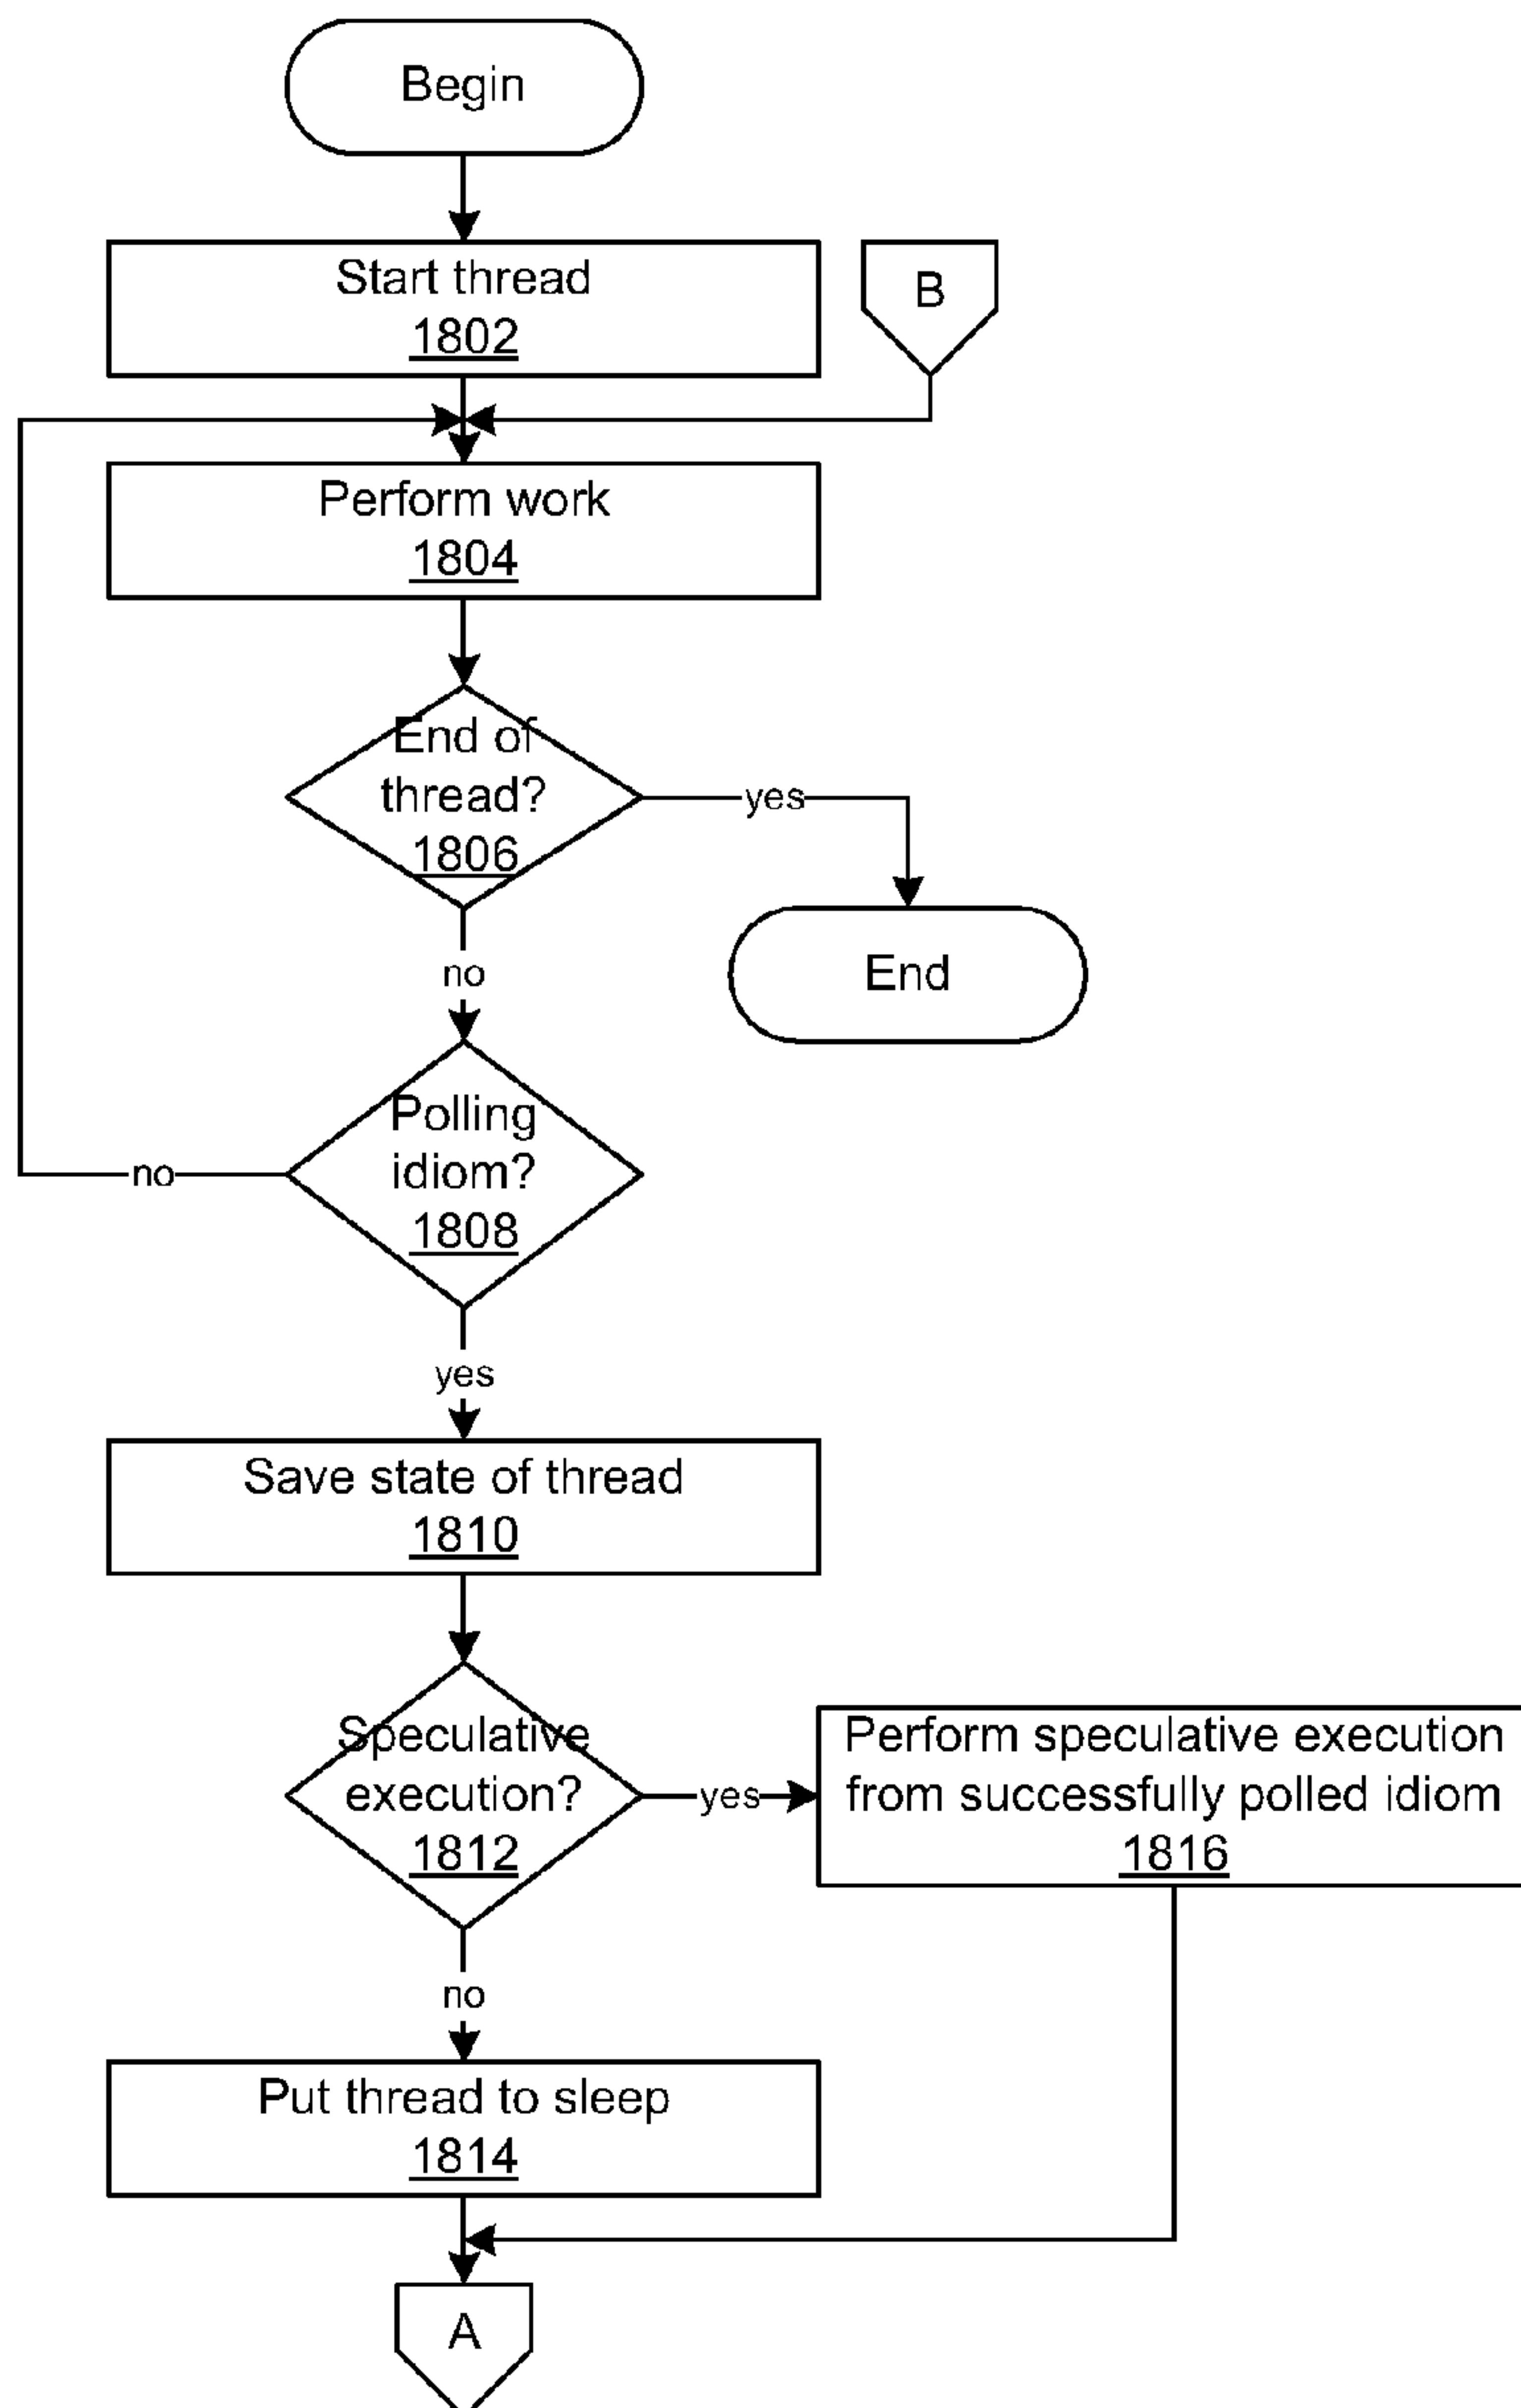 Begin
Start thread
1802
B
Perform work
1804
End of
thread?
1806
yes
End
no
Polling
idiom?
1808
no
yes
Save state of thread
1810
Speculative
execution?
1812
yes
Perform speculative execution
from successfully polled idiom
1816
no
Put thread to sleep
1814
A